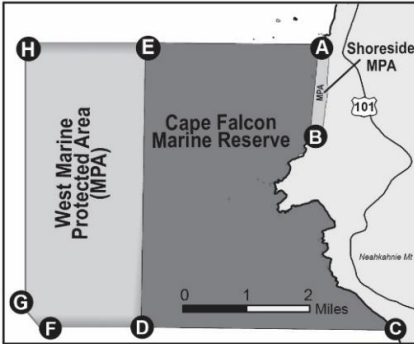 H
E
A
Shoreside
MPA
MPA
101
B
Cape Falcon
Marine Reserve
West Marine
Protected Area
(MPA)
Neahkahnie Mt
0 1 2
Miles
G
F
D
C